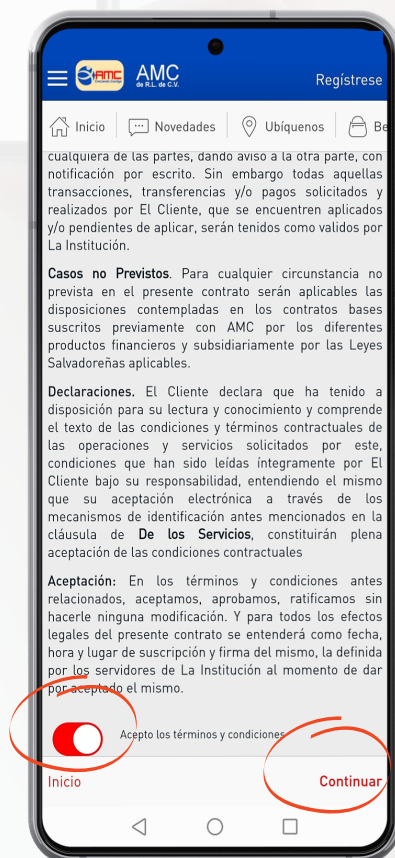 AMC
AMC
de R.L. de C.V.
Regístrese
Inicio
Novedades
Ubíquenos
Be
cualquiera de las partes, dando aviso a la otra parte, con
notificación por escrito. Sin embargo todas aquellas
transacciones, transferencias y/o pagos solicitados y
realizados por El Cliente, que se encuentren aplicados
y/o pendientes de aplicar, serán tenidos como validos por
La Institución.
Casos no Previstos. Para cualquier circunstancia no
prevista en el presente contrato serán aplicables las
disposiciones contempladas en los contratos bases
suscritos previamente con AMC por los diferentes
productos financieros y subsidiariamente por las Leyes
Salvadoreñas aplicables.
Declaraciones. El Cliente declara que ha tenido a
disposición para su lectura y conocimiento y comprende
el texto de las condiciones y términos contractuales de
las operaciones y servicios solicitados por este,
condiciones que han sido leídas íntegramente por El
Cliente bajo su responsabilidad, entendiendo el mismo
que su aceptación electrónica a través de los
mecanismos de identificación antes mencionados en la
cláusula de De los Servicios, constituirán plena
aceptación de las condiciones contractuales
Aceptación: En los términos y condiciones antes
relacionados, aceptamos, aprobamos, ratificamos sin
hacerle ninguna modificación. Y para todos los efectos
legales del presente contrato se entenderá como fecha,
hora y lugar de suscripción y firma del mismo, la definida
por los servidores de La Institución al momento de dar
por aceptado el mismo.
Acepto los términos y condiciones
Inicio
Continuar